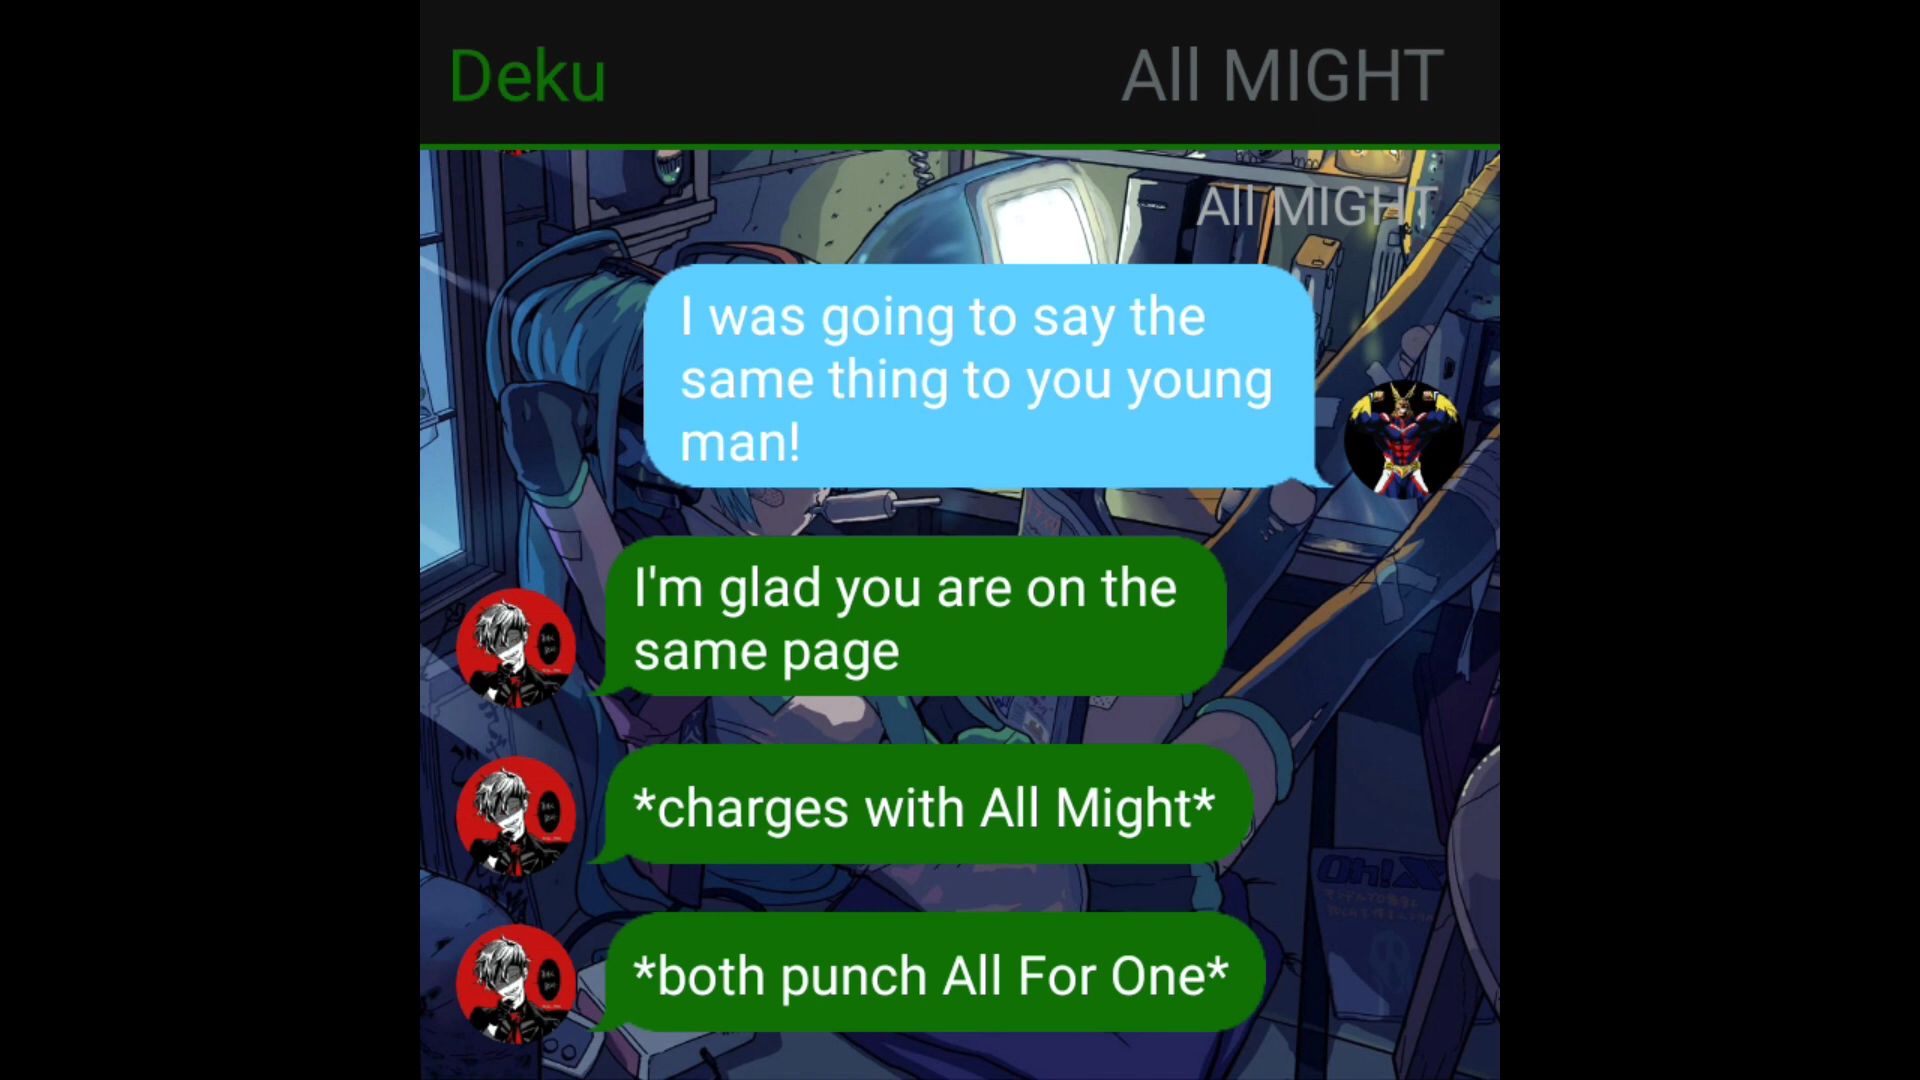 Deku
All MIGHT
All MIGHT
I was going to say the
same thing to you young
man!
I'm glad you are on the
same page
*charges with All Might*
*both punch All For One*
Oh!X